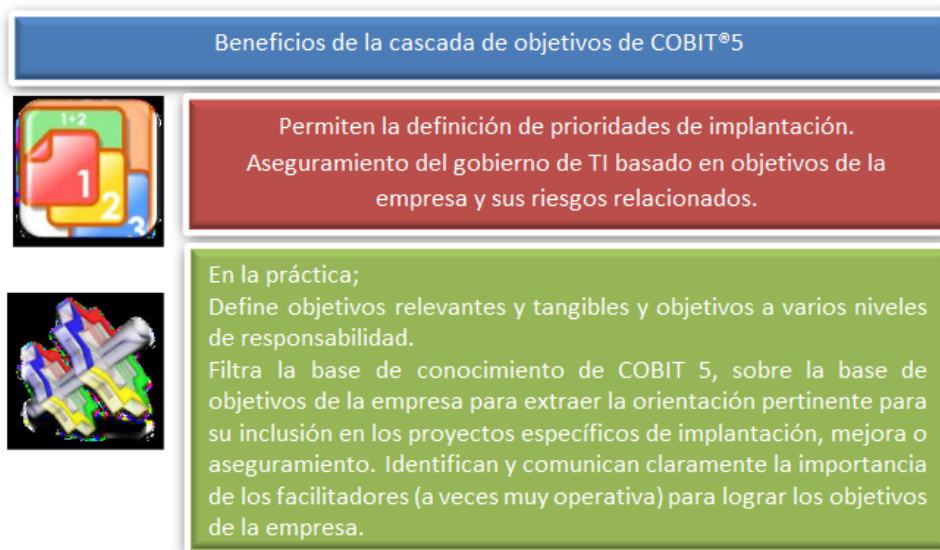 Beneficios de la cascada de objetivos de COBIT®5
1+2
1
2
3
Permiten la definición de prioridades de implantación.
Aseguramiento del gobierno de TI basado en objetivos de la
empresa y sus riesgos relacionados.
En la práctica;
Define objetivos relevantes y tangibles y objetivos a varios niveles
de responsabilidad.
Filtra la base de conocimiento de COBIT 5, sobre la base de
objetivos de la empresa para extraer la orientación pertinente para
su inclusión en los proyectos específicos de implantación, mejora o
aseguramiento. Identifican y comunican claramente la importancia
de los facilitadores (a veces muy operativa) para lograr los objetivos
de la empresa.